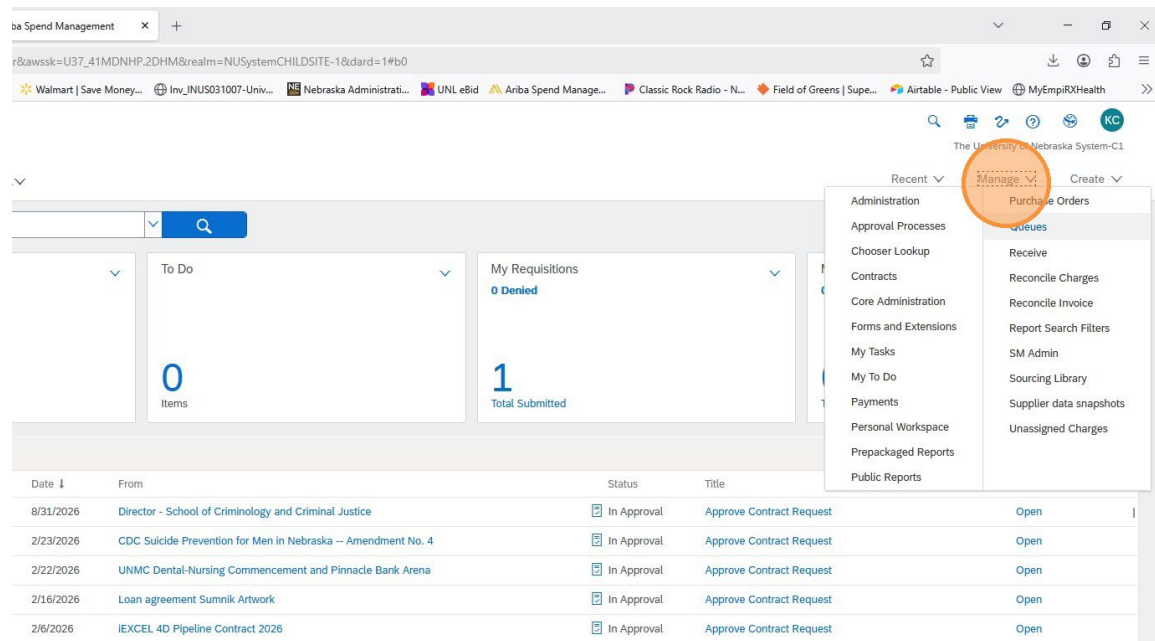 ba Spend Management
r&awssk=U37_41MDNHP.2DHM&realm=NUSystemCHILDSITE-1&dard=1#b0
Walmart | Save Money... Inv_INUS031007-Univ... Nebraska Administrati... UNL eBid Ariba Spend Manage... Classic Rock Radio - N... Field of Greens | Supe... Airtable - Public View MyEmpiRXHealth
KC
The University of Nebraska System-C1
Recent Manage Create
Administration Purchase Orders
Approval Processes Queues
Chooser Lookup Receive
Contracts Reconcile Charges
Core Administration Reconcile Invoice
Forms and Extensions Report Search Filters
My Tasks SM Admin
My To Do Sourcing Library
Payments Supplier data snapshots
Personal Workspace Unassigned Charges
Prepackaged Reports
Public Reports
To Do My Requisitions
0 Denied
0 1
Items Total Submitted
Date From Status Title
8/31/2026 Director - School of Criminology and Criminal Justice In Approval Approve Contract Request Open
2/23/2026 CDC Suicide Prevention for Men in Nebraska -- Amendment No. 4 In Approval Approve Contract Request Open
2/22/2026 UNMC Dental-Nursing Commencement and Pinnacle Bank Arena In Approval Approve Contract Request Open
2/16/2026 Loan agreement Sumnik Artwork In Approval Approve Contract Request Open
2/6/2026 iEXCEL 4D Pipeline Contract 2026 In Approval Approve Contract Request Open